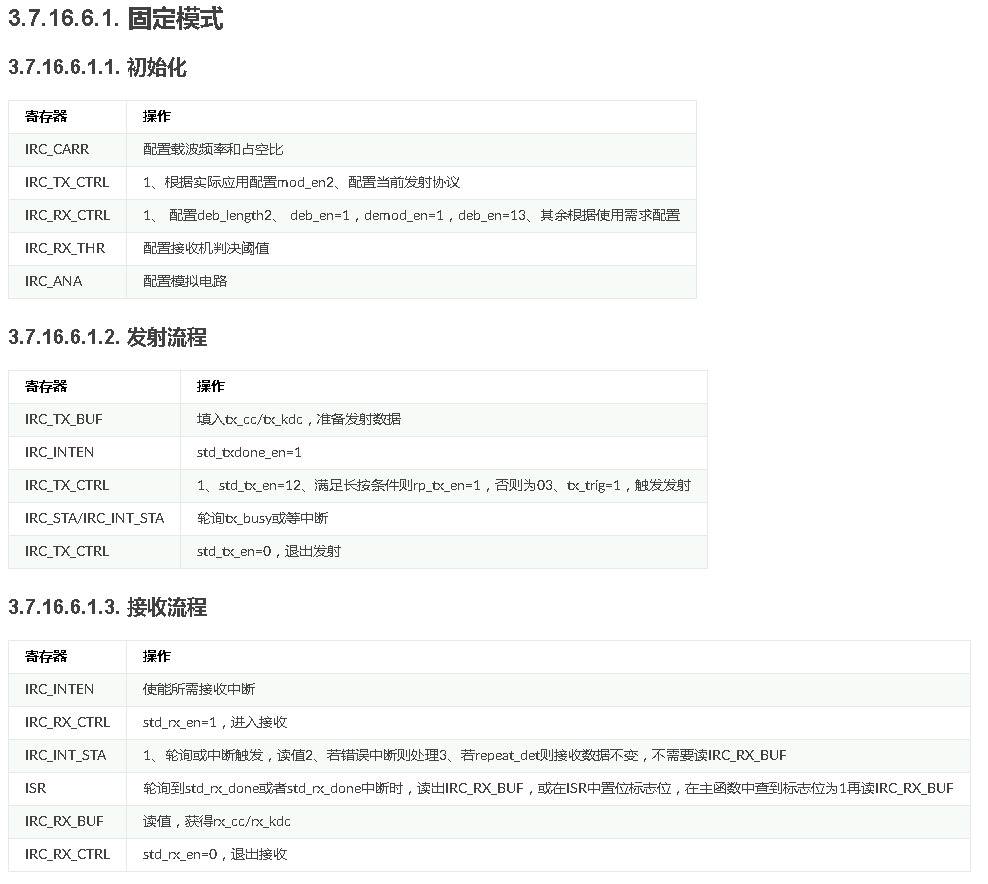 3.7.16.6.1. 固定模式
3.7.16.6.1.1. 初始化
寄存器 操作
IRC_CARR 配置载波频率和占空比
IRC_TX_CTRL 1、根据实际应用配置mod_en2、配置当前发射协议
IRC_RX_CTRL 1、 配置deb_length2、 deb_en=1，demod_en=1，deb_en=13、其余根据使用需求配置
IRC_RX_THR 配置接收机判决阈值
IRC_ANA 配置模拟电路
3.7.16.6.1.2. 发射流程
寄存器 操作
IRC_TX_BUF 填入tx_cc/tx_kdc，准备发射数据
IRC_INTEN std_txdone_en=1
IRC_TX_CTRL 1、std_tx_en=12、满足长按条件则rp_tx_en=1，否则为03、tx_trig=1，触发发射
IRC_STA/IRC_INT_STA 轮询tx_busy或等中断
IRC_TX_CTRL std_tx_en=0，退出发射
3.7.16.6.1.3. 接收流程
寄存器 操作
IRC_INTEN 使能所需接收中断
IRC_RX_CTRL std_rx_en=1，进入接收
IRC_INT_STA 1、轮询或中断触发，读值2、若错误中断则处理3、若repeat_det则接收数据不变，不需要读IRC_RX_BUF
ISR 轮询到std_rx_done或者std_rx_done中断时，读出IRC_RX_BUF，或在ISR中置位标志位，在主函数中查到标志位为1再读IRC_RX_BUF
IRC_RX_BUF 读值，获得rx_cc/rx_kdc
IRC_RX_CTRL std_rx_en=0，退出接收